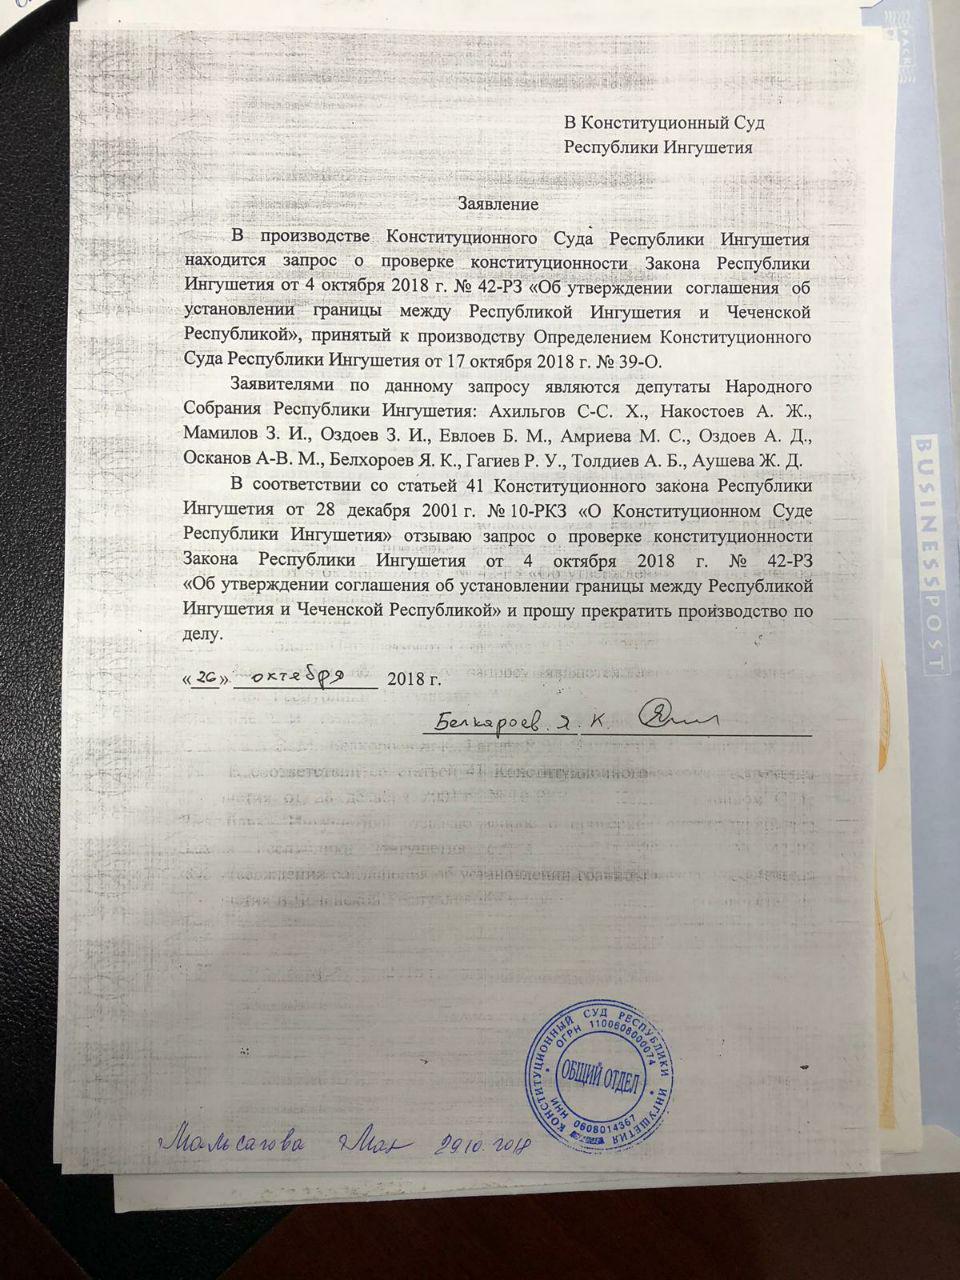 В Конституционный Суд
Республики Ингушетия
Заявление
В производстве Конституционного Суда Республики Ингушетия
находится запрос о проверке конституционности Закона Республики
Ингушетия от 4 октября 2018 г. № 42-РЗ «Об утверждении соглашения об
установлении границы между Республикой Ингушетия и Чеченской
Республикой», принятый к производству Определением Конституционного
Суда Республики Ингушетия от 17 октября 2018 г. № 39-О.
Заявителями по данному запросу являются депутаты Народного
Собрания Республики Ингушетия: Ахильгов С-С. Х., Накостоев А. Ж.,
Мамилов З. И., Оздоев З. И., Евлоев Б. М., Амриева М. С., Оздоев А. Д.,
Осканов А-В. М., Белхороев Я. К., Гагиев Р. У., Толдиев А. Б., Аушева Ж. Д.
В соответствии со статьей 41 Конституционного закона Республики
Ингушетия от 28 декабря 2001 г. № 10-РКЗ «О Конституционном Суде
Республики Ингушетия» отзываю запрос о проверке конституционности
Закона Республики Ингушетия от 4 октября 2018 г. № 42-РЗ
«Об утверждении соглашения об установлении границы между Республикой
Ингушетия и Чеченской Республикой» и прошу прекратить производство по
делу.
«26» октября 2018 г.
Белхароев Я. К.
КОНСТИТУЦИОННЫЙ СУД РЕСПУБЛИКИ ИНГУШЕТИЯ
ОГРН 1100608000074
ОБЩИЙ ОТДЕЛ
ИНН 0608014367
Мальсагова 29.10.2018
BUSINESSPOST
PACK